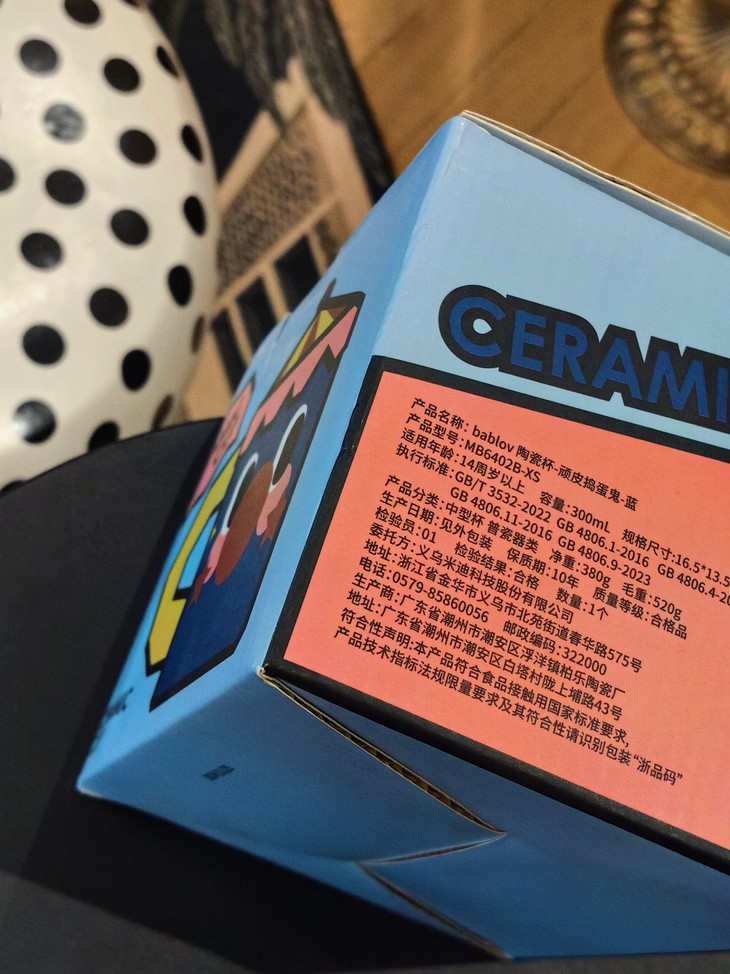 CERAMI
产品名称: bablov 陶瓷杯-顽皮捣蛋鬼-蓝
产品型号:MB6402B-XS
适用年龄:14周岁以上 容量:300mL 规格尺寸:16.5*13.5
执行标准:GB/T 3532-2022 GB 4806.1-2016 GB 4806.4-20
GB 4806.11-2016 GB 4806.9-2023
产品分类:中型杯 普瓷器类 净重:380g 毛重:520g
生产日期:见外包装 保质期:10年 质量等级:合格品
检验员:01 检验结果:合格 数量:1个
委托方:义乌米迪科技股份有限公司
地址:浙江省金华市义乌市北苑街道春华路575号
电话:0579-85860056 邮政编码:322000
生产商:广东省潮州市潮安区浮洋镇柏乐陶瓷厂
地址:广东省潮州市潮安区白塔村陇上埔路43号
符合性声明:本产品符合食品接触用国家标准要求,
产品技术指标法规限量要求及其符合性请识别包装“浙品码”